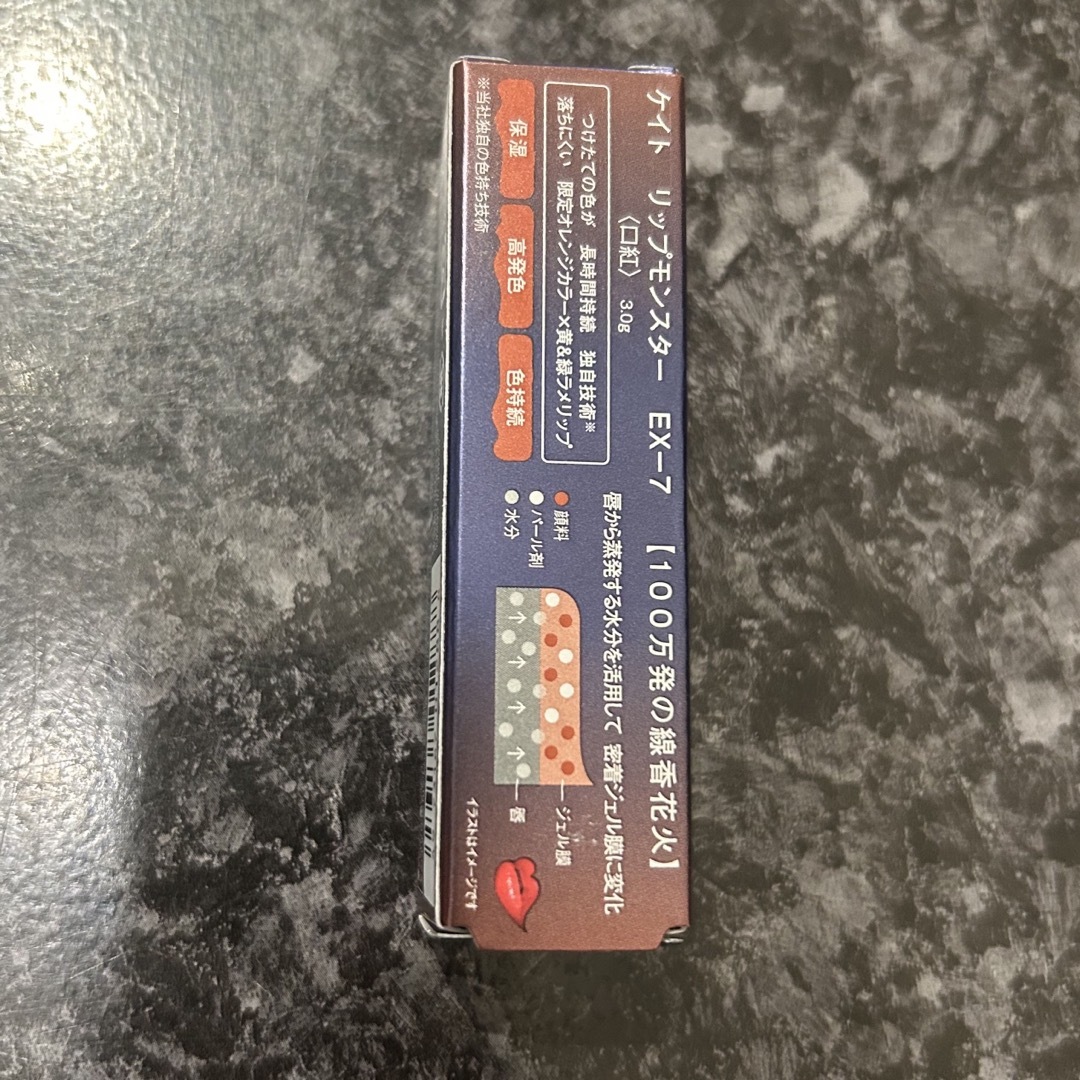 ケイト リップモンスター EX-7 【100万発の線香花火】
〈口紅〉 3.0g
つけたての色が 長時間持続 独自技術※
落ちにくい 限定オレンジカラー×黄&緑ラメリップ
保湿 高発色 色持続
※当社独自の色持ち技術
唇から蒸発する水分を活用して 密着ジェル膜に変化
顔料
パール剤
水分
ジェル膜
唇
イラストはイメージです